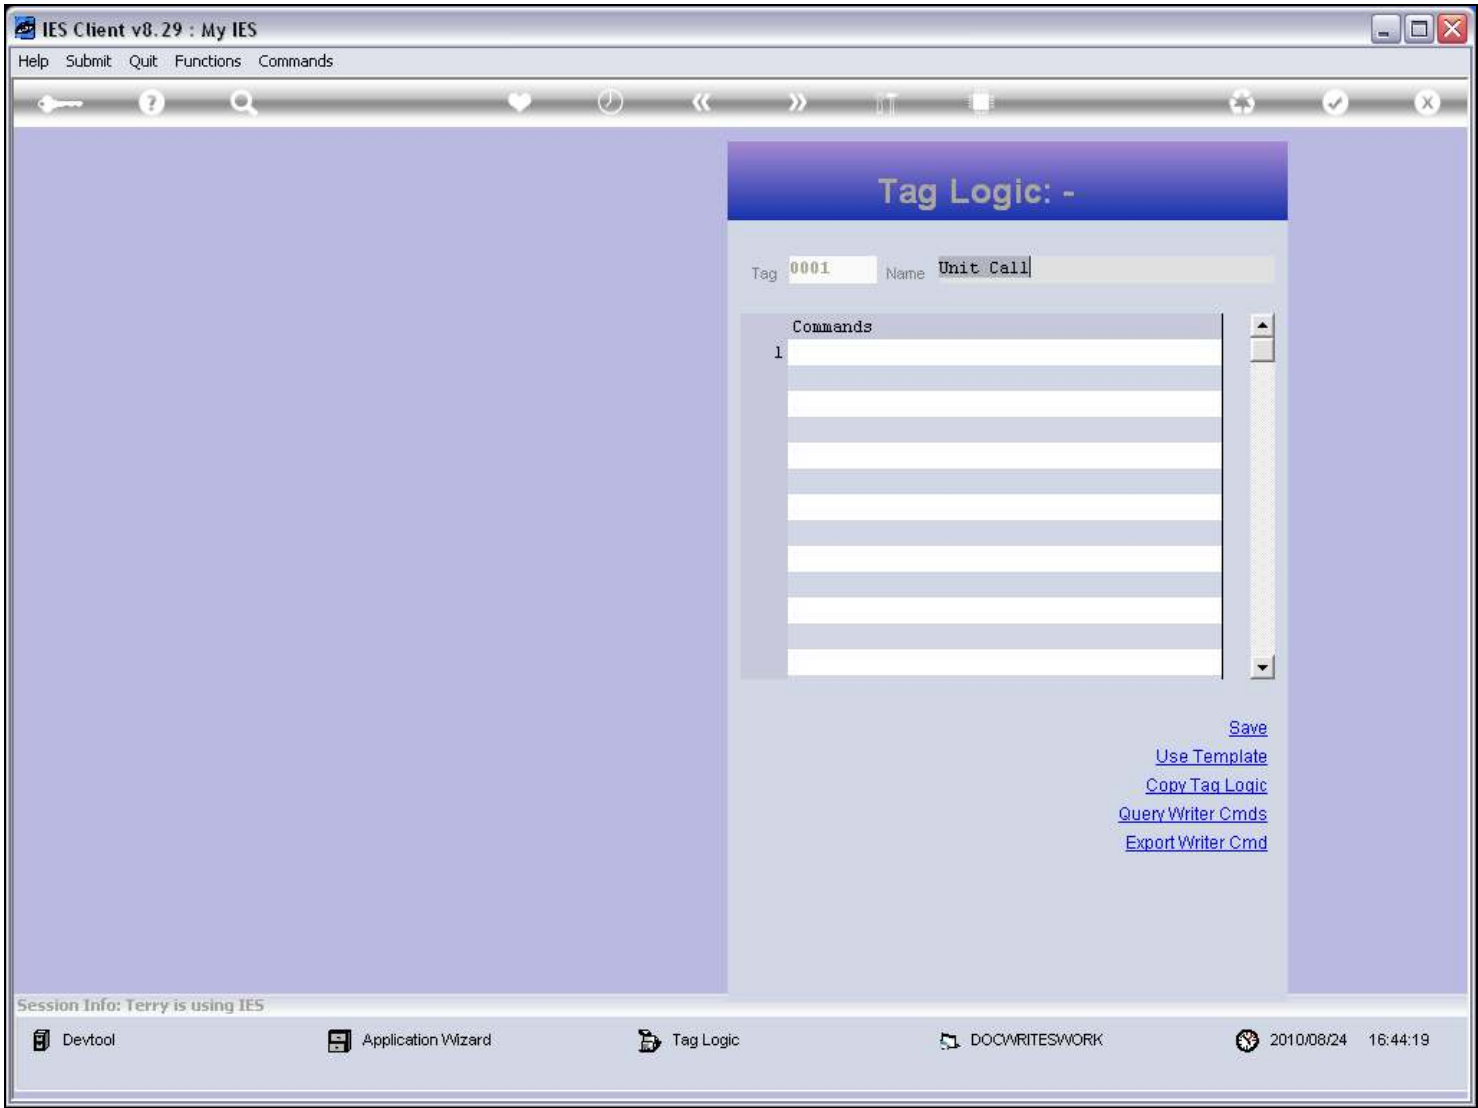 IES Client v8.29 : My IES
Help Submit Quit Functions Commands
Tag Logic: -
Tag 0001 Name Unit Call
Commands
1
Save
Use Template
Copy Tag Logic
Query Writer Cmds
Export Writer Cmd
Session Info: Terry is using IES
Devtool Application Wizard Tag Logic DOCWRITESWORK 2010/08/24 16:44:19